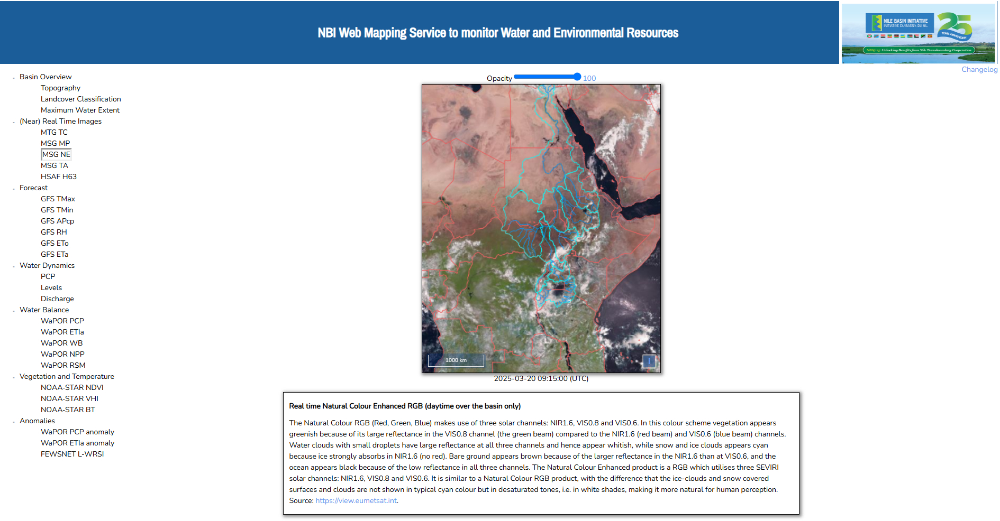 NBI Web Mapping Service to monitor Water and Environmental Resources
NILE BASIN INITIATIVE
INITIATIVE DU BASSIN DU NIL
25
YEARS ANNIVERSARY
NBI@ 25: Unlocking Benefits from Nile Transboundary Cooperation
Changelog
- Basin Overview
Topography
Landcover Classification
Maximum Water Extent
- (Near) Real Time Images
MTG TC
MSG MP
MSG NE
MSG TA
HSAF H63
- Forecast
GFS TMax
GFS TMin
GFS APcp
GFS RH
GFS ETo
GFS ETa
- Water Dynamics
PCP
Levels
Discharge
- Water Balance
WaPOR PCP
WaPOR ETIa
WaPOR WB
WaPOR NPP
WaPOR RSM
- Vegetation and Temperature
NOAA-STAR NDVI
NOAA-STAR VHI
NOAA-STAR BT
- Anomalies
WaPOR PCP anomaly
WaPOR ETIa anomaly
FEWSNET L-WRSI
Opacity 100
1000 km
i
2025-03-20 09:15:00 (UTC)
Real time Natural Colour Enhanced RGB (daytime over the basin only)
The Natural Colour RGB (Red, Green, Blue) makes use of three solar channels: NIR1.6, VIS0.8 and VIS0.6. In this colour scheme vegetation appears
greenish because of its large reflectance in the VIS0.8 channel (the green beam) compared to the NIR1.6 (red beam) and VIS0.6 (blue beam) channels.
Water clouds with small droplets have large reflectance at all three channels and hence appear whitish, while snow and ice clouds appears cyan
because ice strongly absorbs in NIR1.6 (no red). Bare ground appears brown because of the larger reflectance in the NIR1.6 than at VIS0.6, and the
ocean appears black because of the low reflectance in all three channels. The Natural Colour Enhanced product is a RGB which utilises three SEVIRI
solar channels: NIR1.6, VIS0.8 and VIS0.6. It is similar to a Natural Colour RGB product, with the difference that the ice-clouds and snow covered
surfaces and clouds are not shown in typical cyan colour but in desaturated tones, i.e. in white shades, making it more natural for human perception.
Source: https://view.eumetsat.int.